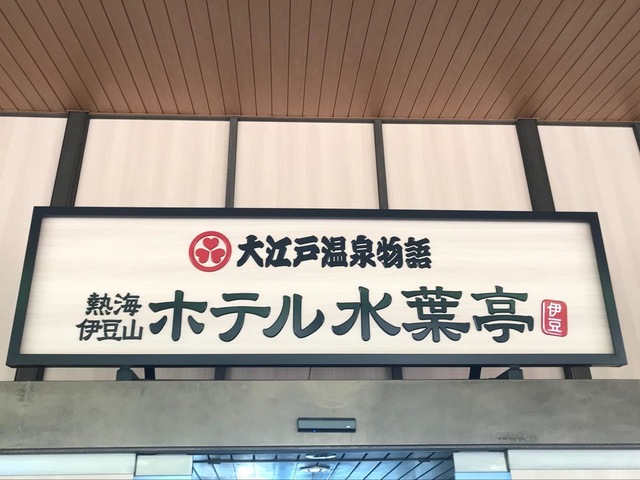 大江戸温泉物語
熱海
伊豆山
ホテル水葉亭
伊豆